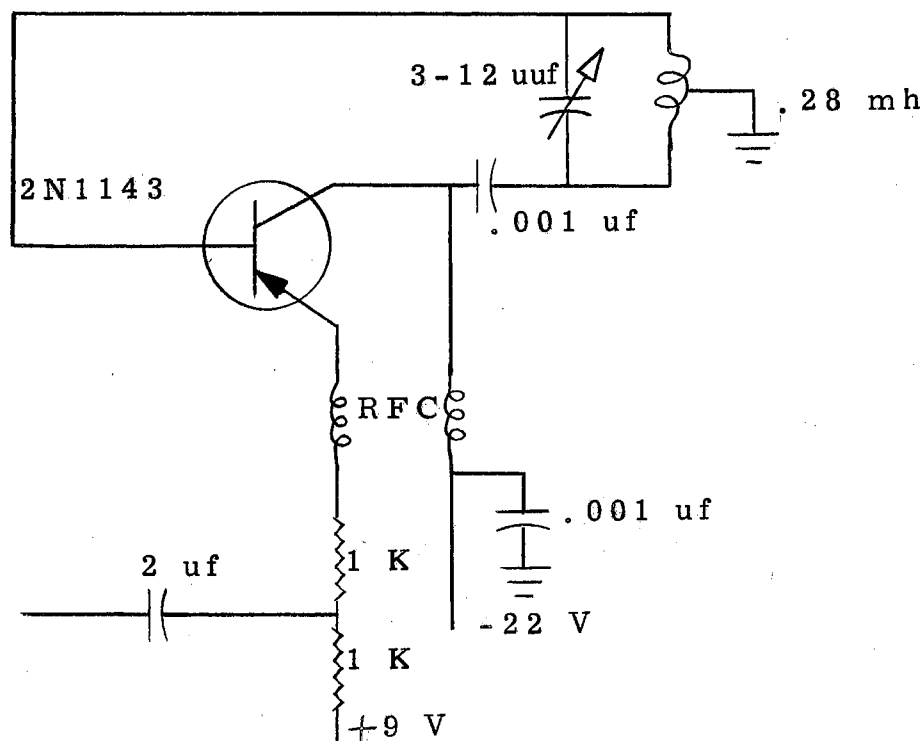 3-12 uuf
.28 mh
2N1143
.001 uf
RFC
.001 uf
2 uf
1 K
-22 V
1 K
+9 V